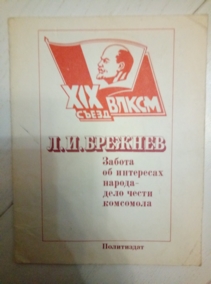 XIX
СЪЕЗД
ВЛКСМ
Л.И.БРЕЖНЕВ
Забота
об интересах
народа-
дело чести
комсомола
Политиздат